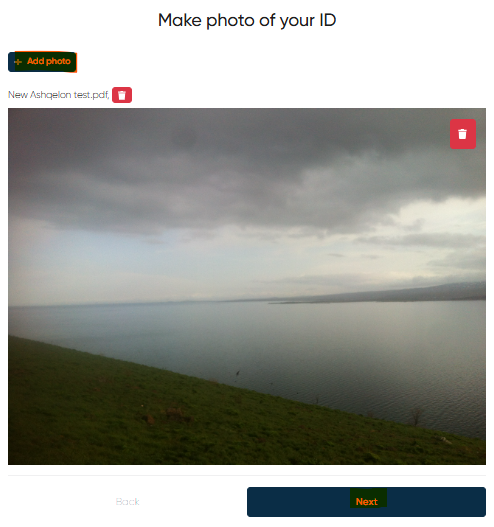 Make photo of your ID
+ Add photo
New Ashqelon test.pdf,
Back
Next